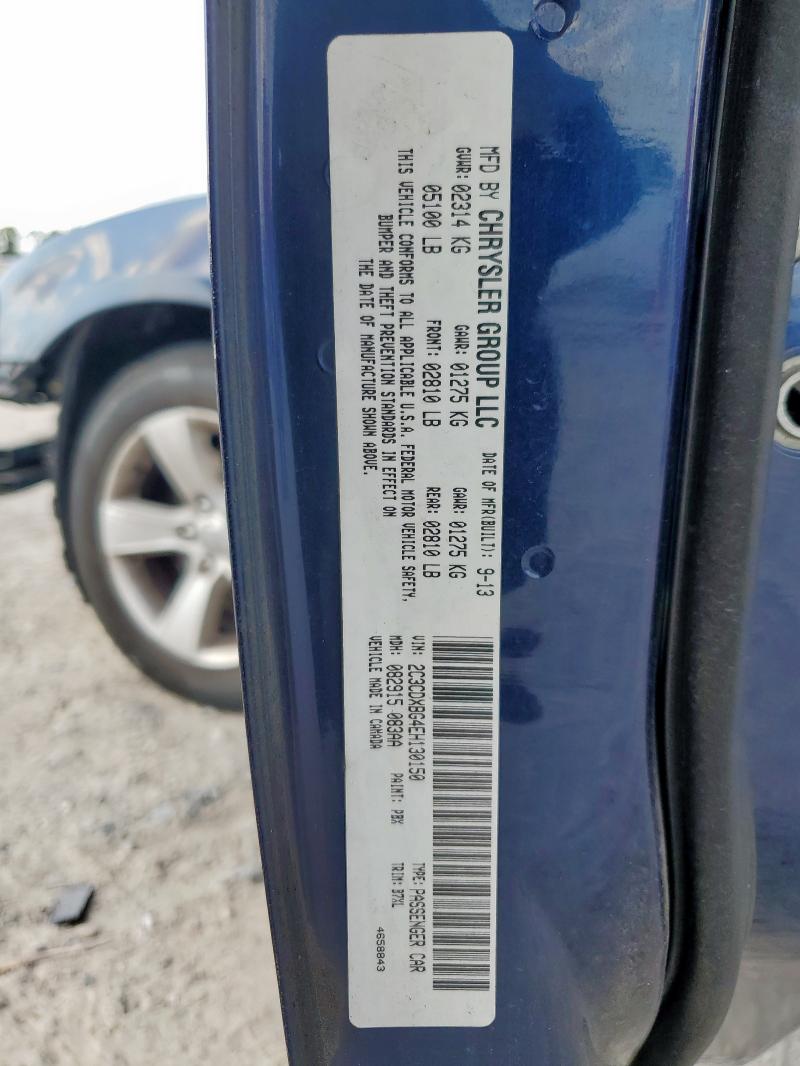 MFD BY CHRYSLER GROUP LLC DATE OF MFR(BUILT): 9-13
GVWR: 02314 KG GAWR: 01275 KG GAWR: 01275 KG
05100 LB FRONT: 02810 LB REAR: 02810 LB
THIS VEHICLE CONFORMS TO ALL APPLICABLE U.S.A. FEDERAL MOTOR VEHICLE SAFETY,
BUMPER AND THEFT PREVENTION STANDARDS IN EFFECT ON
THE DATE OF MANUFACTURE SHOWN ABOVE.
VIN: 2C3CDXBG4EH130150 TYPE: PASSENGER CAR
MDH: 082915 083AA PAINT: PBX TRIM: B7XL
VEHICLE MADE IN CANADA 4658843